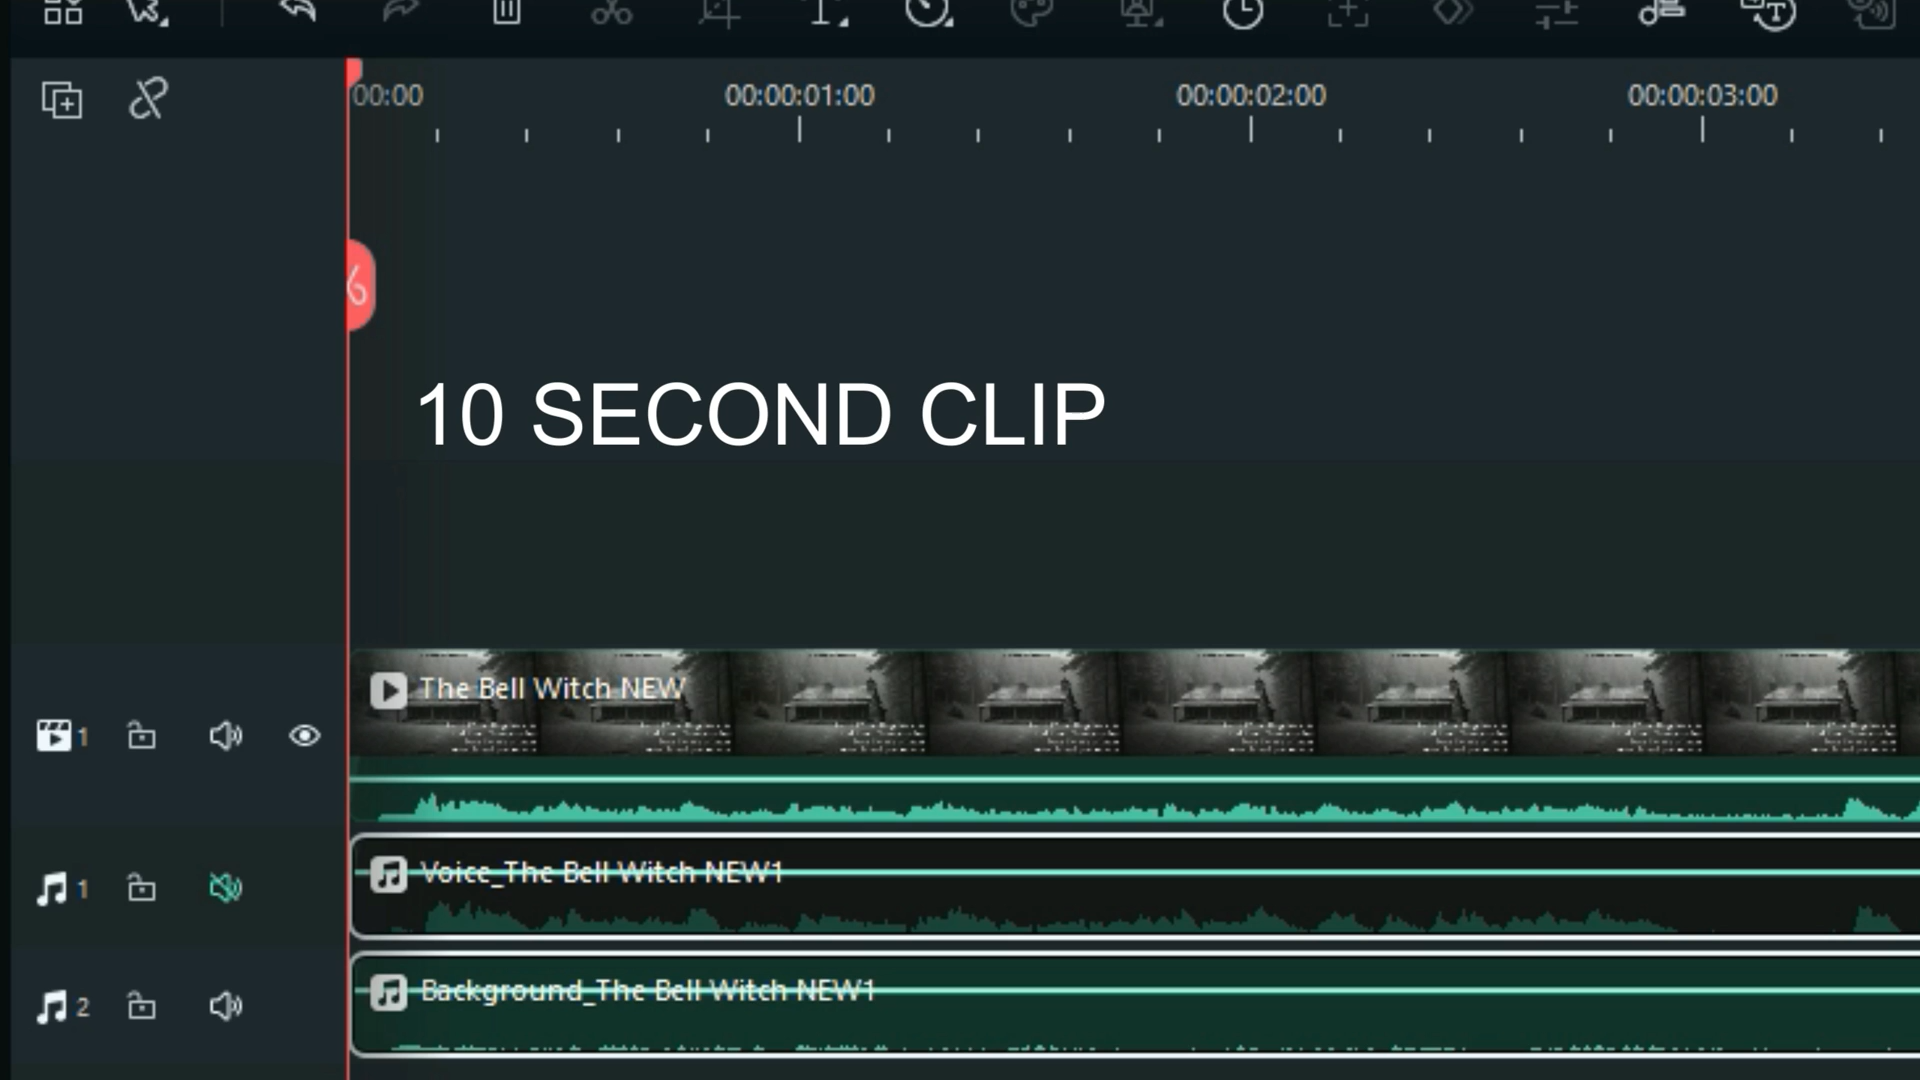 00:00 00:00:01:00 00:00:02:00 00:00:03:00
10 SECOND CLIP
The Bell Witch NEW
1
Voice_The Bell Witch NEW1
1
Background_The Bell Witch NEW1
2